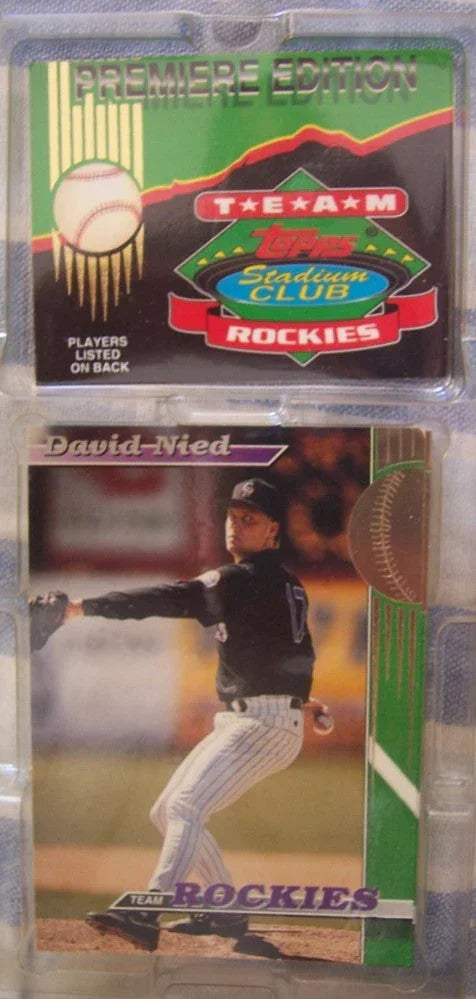 PREMIERE EDITION
T★E★A★M
TOPPS ®
Stadium
CLUB
ROCKIES
PLAYERS
LISTED
ON BACK
David Nied
TEAM ROCKIES